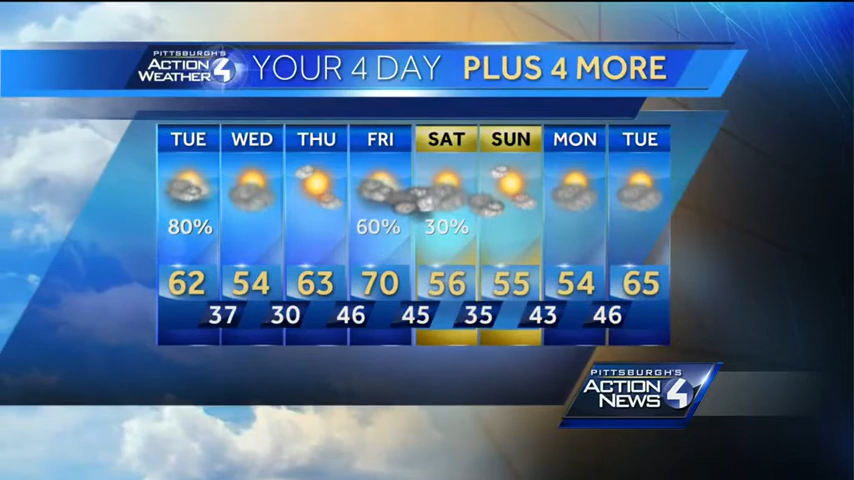 PITTSBURGH'S
ACTION
WEATHER 4
YOUR 4 DAY PLUS 4 MORE
TUE WED THU FRI SAT SUN MON TUE
80% 60% 30%
62 54 63 70 56 55 54 65
37 30 46 45 35 43 46
PITTSBURGH'S
ACTION
NEWS 4